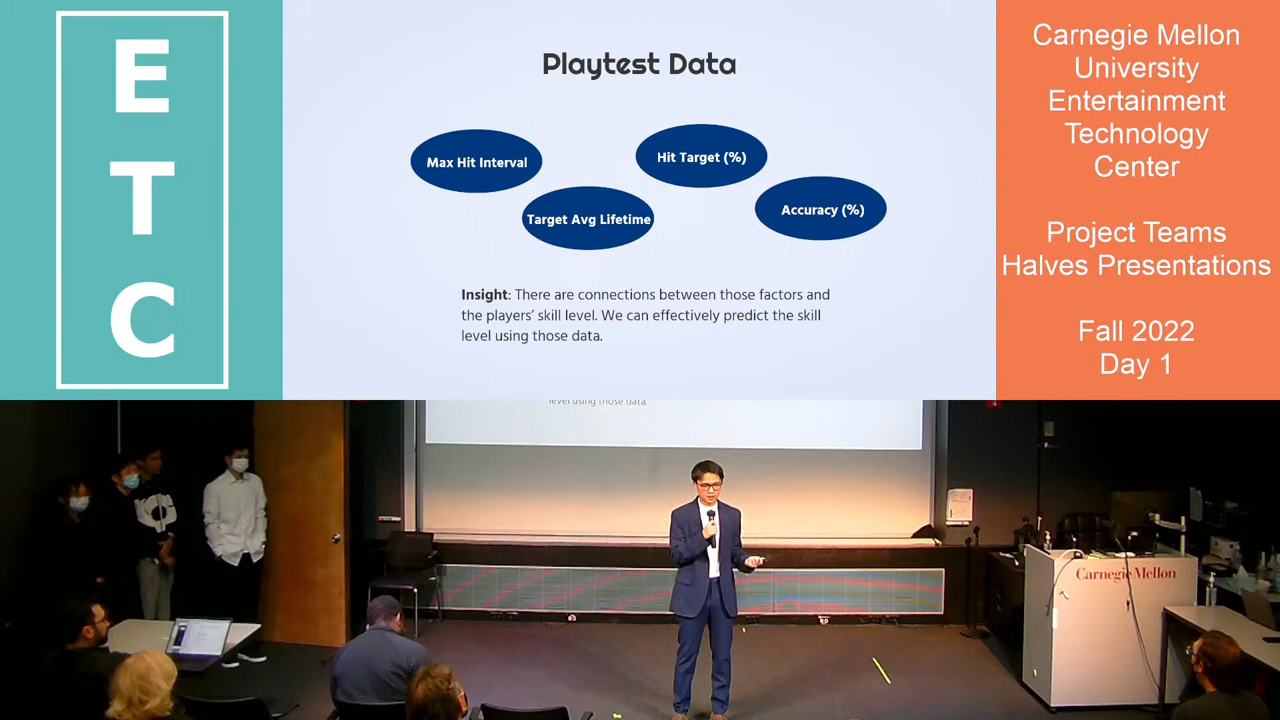 E
T
C
Playtest Data
Max Hit Interval
Hit Target (%)
Target Avg Lifetime
Accuracy (%)
Insight: There are connections between those factors and
the players' skill level. We can effectively predict the skill
level using those data.
Carnegie Mellon
University
Entertainment
Technology
Center
Project Teams
Halves Presentations
Fall 2022
Day 1
level using those data.
Carnegie Mellon